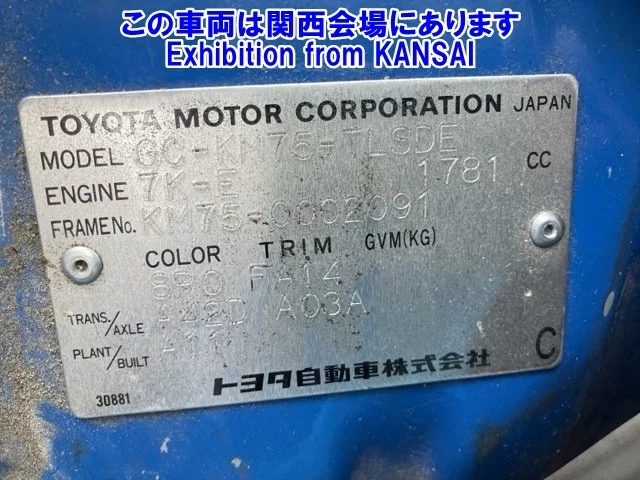 この車両は関西会場にあります
Exhibition from KANSAI
TOYOTA MOTOR CORPORATION JAPAN
MODEL GC-KM75-TLSDE
ENGINE 7K-E 1781 CC
FRAME No. KM75-0002091
COLOR TRIM GVM(KG)
FA14
TRANS./AXLE A42D A03A
PLANT/BUILT
C
トヨタ自動車株式会社
30881